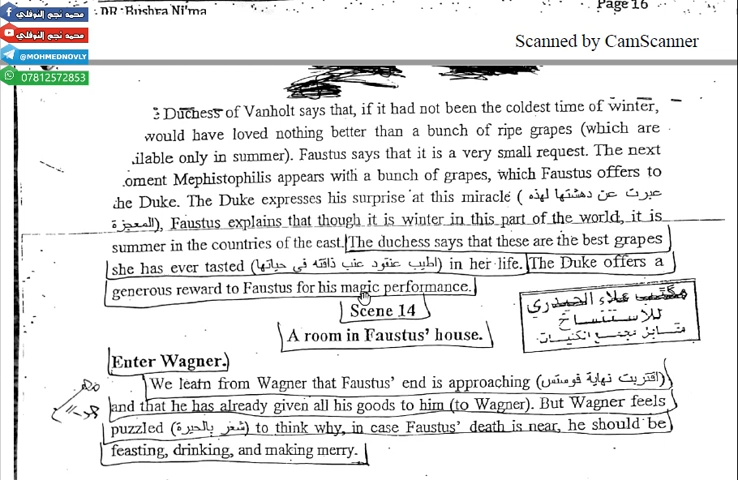 محمد نجم النوفلي
محمد نجم النوفلي
@MOHMEDNOVLY
07812572853
DR: Bushra Ni'ma
Page 16
Scanned by CamScanner
Duchess of Vanholt says that, if it had not been the coldest time of winter,
would have loved nothing better than a bunch of ripe grapes (which are
ilable only in summer). Faustus says that it is a very small request. The next
oment Mephistophilis appears with a bunch of grapes, which Faustus offers to
he Duke. The Duke expresses his surprise at this miracle (عبرت عن دهشتها لهذه
المعجزة), Faustus explains that though it is winter in this part of the world, it is
summer in the countries of the east. The duchess says that these are the best grapes
she has ever tasted (اطيب عنقود عنب ذاقته في حياتها) in her life. The Duke offers a
generous reward to Faustus for his magic performance.
Scene 14
A room in Faustus' house.
مكتب علاء الحيدري
للأستنساخ
مقابل مجمع الكليات
Enter Wagner.
We learn from Wagner that Faustus' end is approaching (اقتربت نهاية فوستس)
and that he has already given all his goods to him (to Wagner). But Wagner feels
puzzled (شعر بالحيرة) to think why, in case Faustus' death is near, he should be
feasting, drinking, and making merry.